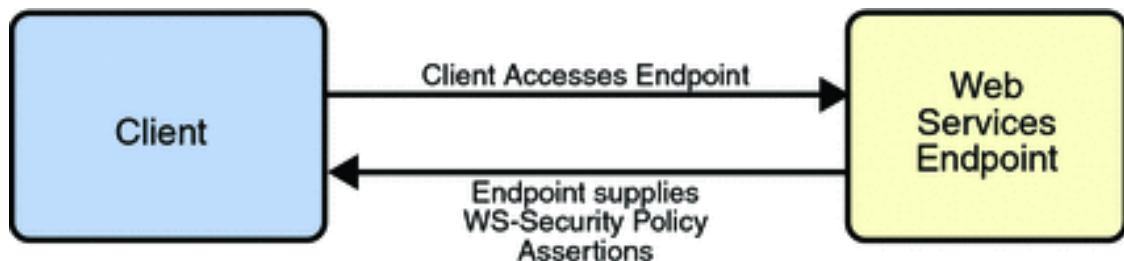 Client
Client Accesses Endpoint
Endpoint supplies
WS-Security Policy
Assertions
Web
Services
Endpoint